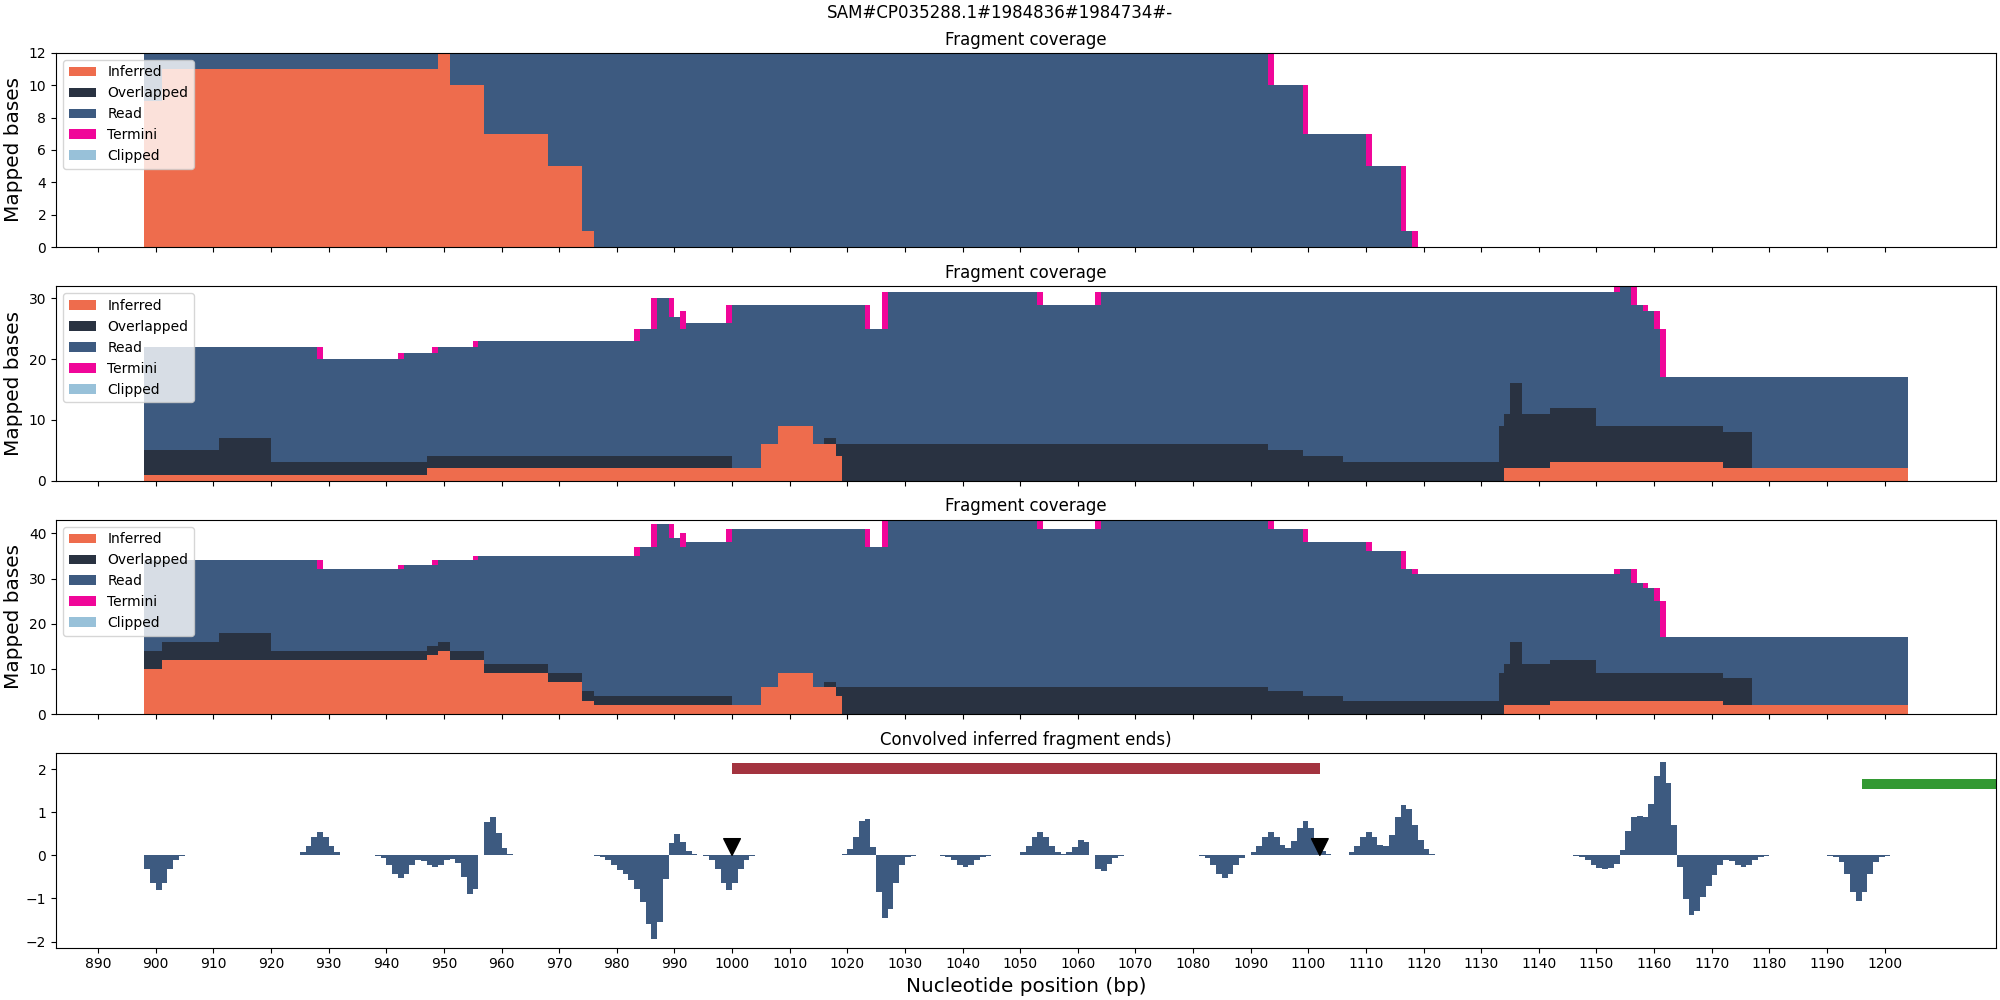 SAM#CP035288.1#1984836#1984734#-
Fragment coverage
Mapped bases
12
10
8
6
4
2
0
Inferred
Overlapped
Read
Termini
Clipped
Fragment coverage
Mapped bases
30
20
10
0
Inferred
Overlapped
Read
Termini
Clipped
Fragment coverage
Mapped bases
40
30
20
10
0
Inferred
Overlapped
Read
Termini
Clipped
Convolved inferred fragment ends)
2
1
0
−1
−2
890 900 910 920 930 940 950 960 970 980 990 1000 1010 1020 1030 1040 1050 1060 1070 1080 1090 1100 1110 1120 1130 1140 1150 1160 1170 1180 1190 1200
Nucleotide position (bp)